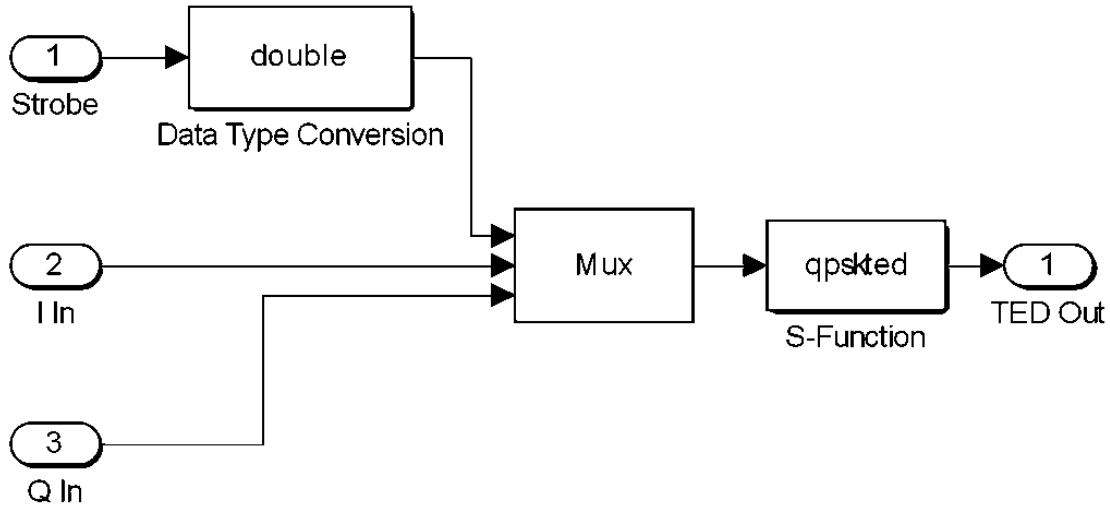 1
double
Strobe
Data Type Conversion
2
I In
Mux
qpskted
1
S-Function
TED Out
3
Q In